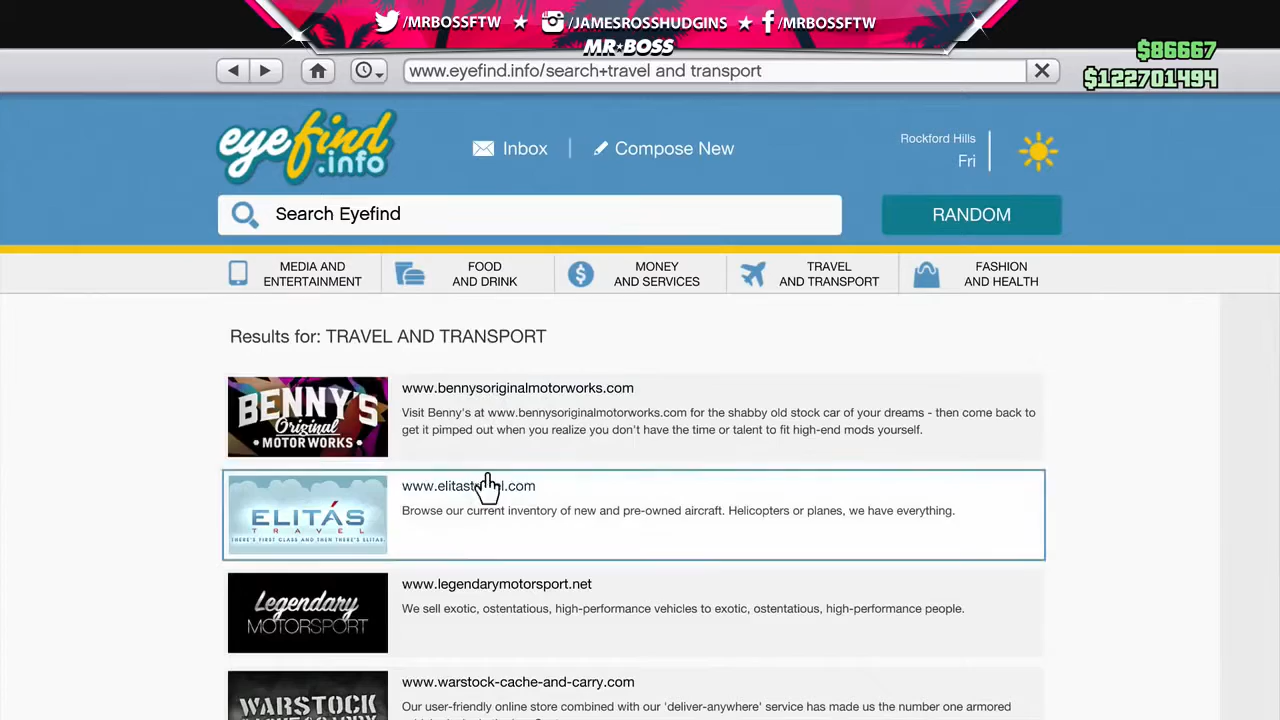 /MRBOSSFTW ★ /JAMESROSSHUDGINS ★ /MRBOSSFTW
MR★BOSS
$86667
$122701494
www.eyefind.info/search+travel and transport
eyefind
.info
Inbox
Compose New
Rockford Hills
Fri
Search Eyefind
RANDOM
MEDIA AND
ENTERTAINMENT
FOOD
AND DRINK
MONEY
AND SERVICES
TRAVEL
AND TRANSPORT
FASHION
AND HEALTH
Results for: TRAVEL AND TRANSPORT
BENNY'S
Original
MOTOR WORKS
www.bennysoriginalmotorworks.com
Visit Benny's at www.bennysoriginalmotorworks.com for the shabby old stock car of your dreams - then come back to
get it pimped out when you realize you don't have the time or talent to fit high-end mods yourself.
ELITÁS
TRAVEL
THERE'S FIRST CLASS AND THEN THERE'S ELITAS
Browse our current inventory of new and pre-owned aircraft. Helicopters or planes, we have everything.
Legendary
MOTORSPORT
www.legendarymotorsport.net
We sell exotic, ostentatious, high-performance vehicles to exotic, ostentatious, high-performance people.
WARSTOCK
www.warstock-cache-and-carry.com
Our user-friendly online store combined with our 'deliver-anywhere' service has made us the number one armored